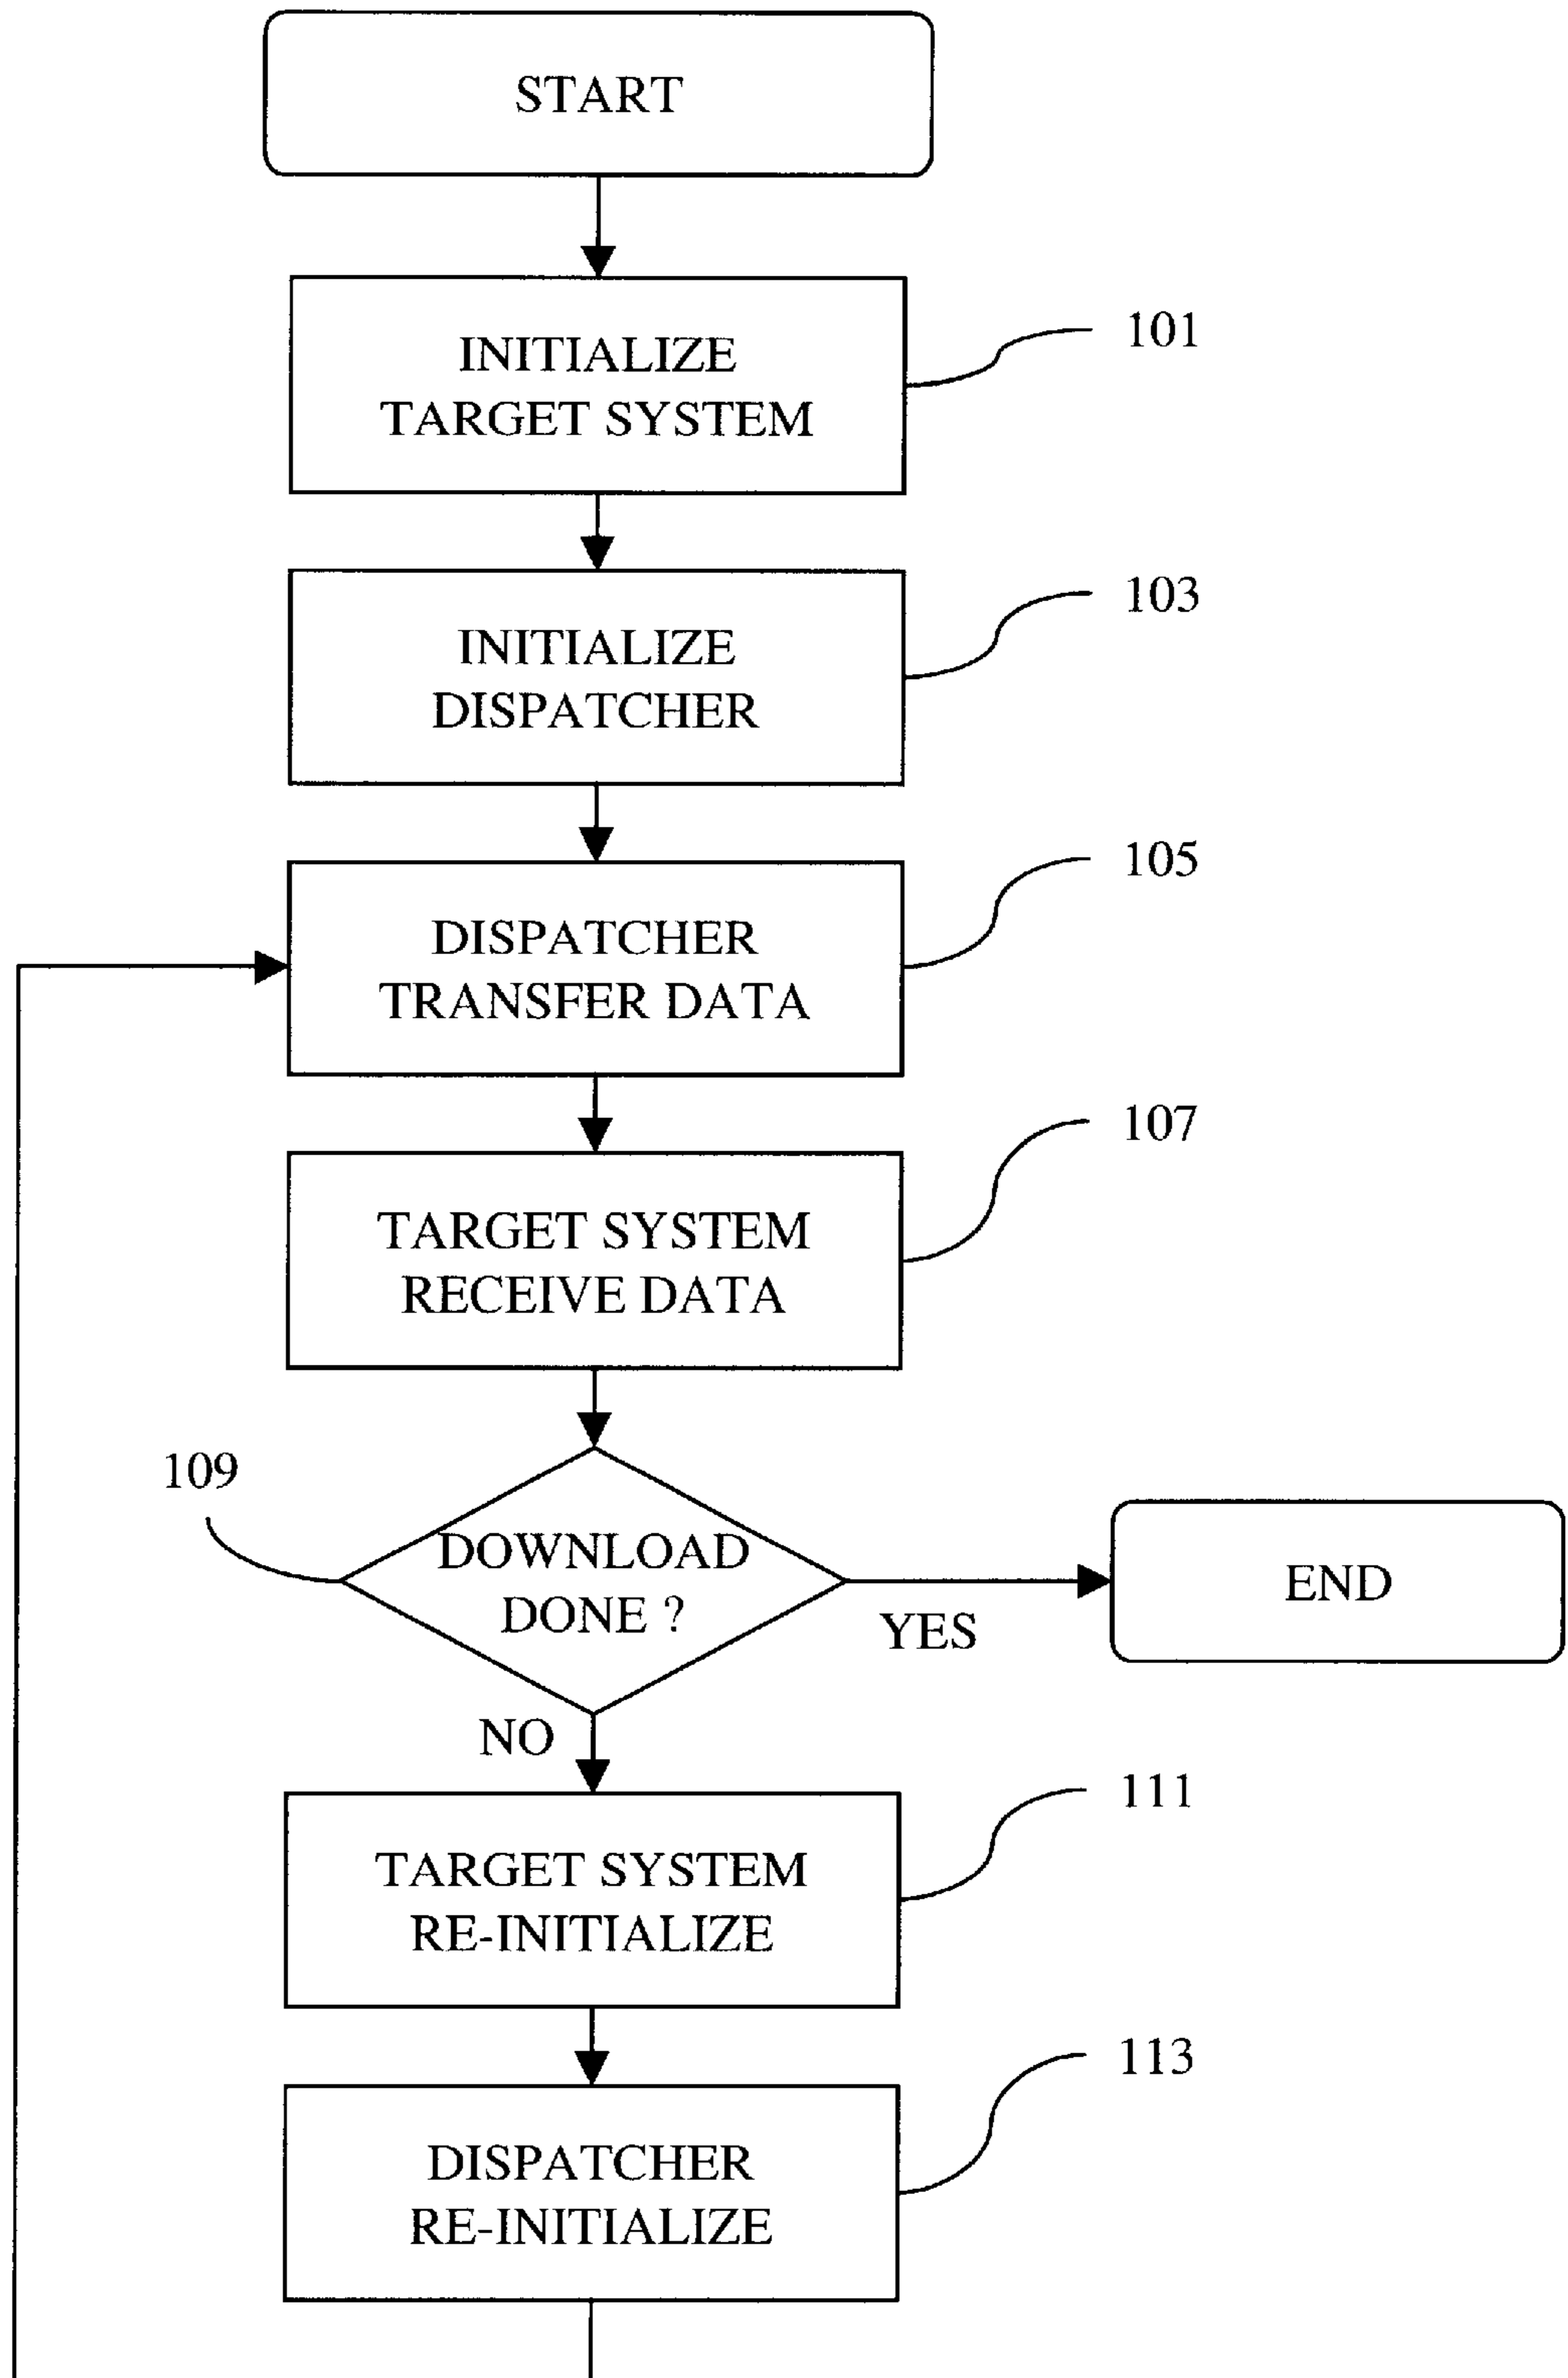 START
INITIALIZE
TARGET SYSTEM
101
INITIALIZE
DISPATCHER
103
DISPATCHER
TRANSFER DATA
105
TARGET SYSTEM
RECEIVE DATA
107
109
DOWNLOAD
DONE ?
YES
END
NO
TARGET SYSTEM
RE-INITIALIZE
111
DISPATCHER
RE-INITIALIZE
113